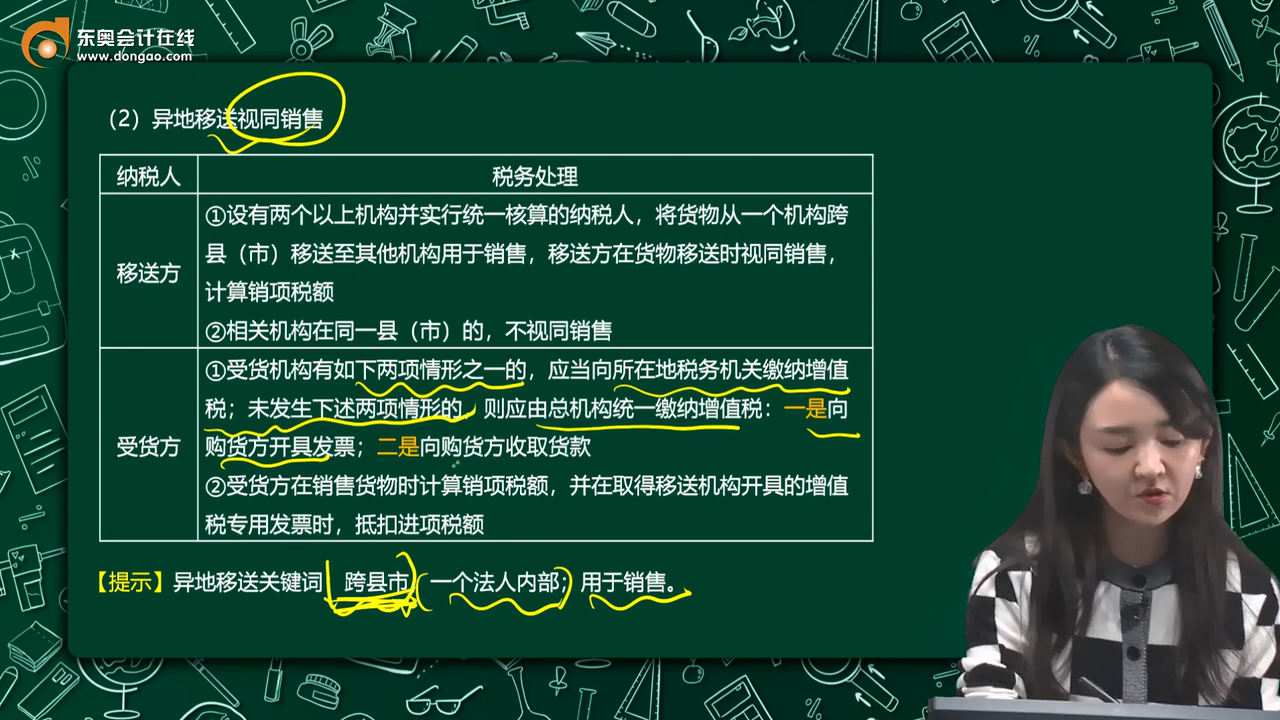 东奥会计在线
www.dongao.com
（2）异地移送视同销售
纳税人
税务处理
移送方
①设有两个以上机构并实行统一核算的纳税人，将货物从一个机构跨
县（市）移送至其他机构用于销售，移送方在货物移送时视同销售，
计算销项税额
②相关机构在同一县（市）的，不视同销售
受货方
①受货机构有如下两项情形之一的，应当向所在地税务机关缴纳增值
税；未发生下述两项情形的，则应由总机构统一缴纳增值税：一是向
购货方开具发票；二是向购货方收取货款
②受货方在销售货物时计算销项税额，并在取得移送机构开具的增值
税专用发票时，抵扣进项税额
【提示】异地移送关键词 跨县市（一个法人内部；用于销售。